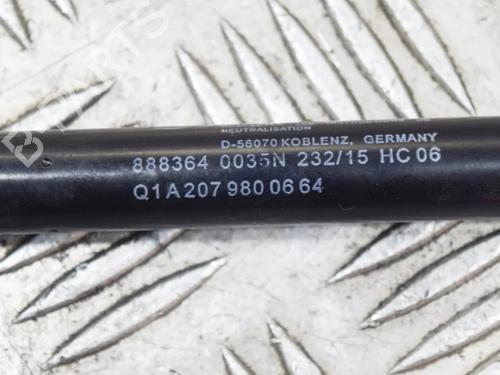 NEUTRALISATION
D-56070 KOBLENZ, GERMANY
888364 0035N 232/15 HC 06
Q1A 207 980 06 64